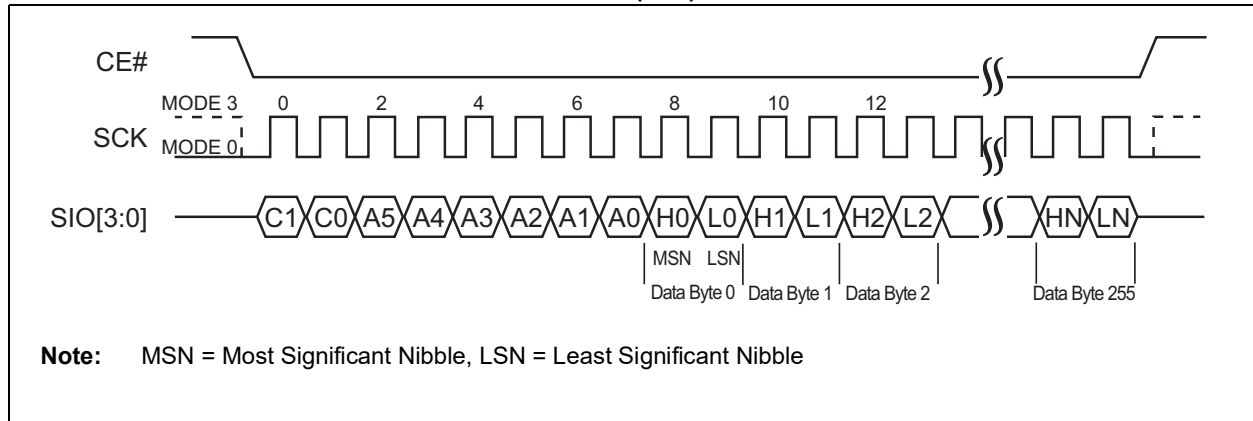 CE#
MODE 3 0 2 4 6 8 10 12
SCK
MODE 0
SIO[3:0] C1 C0 A5 A4 A3 A2 A1 A0 H0 L0 H1 L1 H2 L2 HN LN
MSN LSN
Data Byte 0 Data Byte 1 Data Byte 2 Data Byte 255
Note: MSN = Most Significant Nibble, LSN = Least Significant Nibble